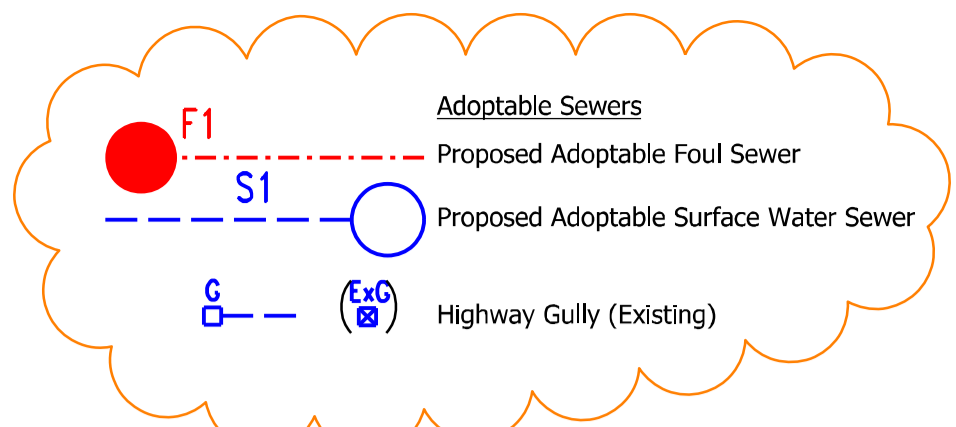 Adoptable Sewers
F1
Proposed Adoptable Foul Sewer
S1
Proposed Adoptable Surface Water Sewer
G (ExG) Highway Gully (Existing)